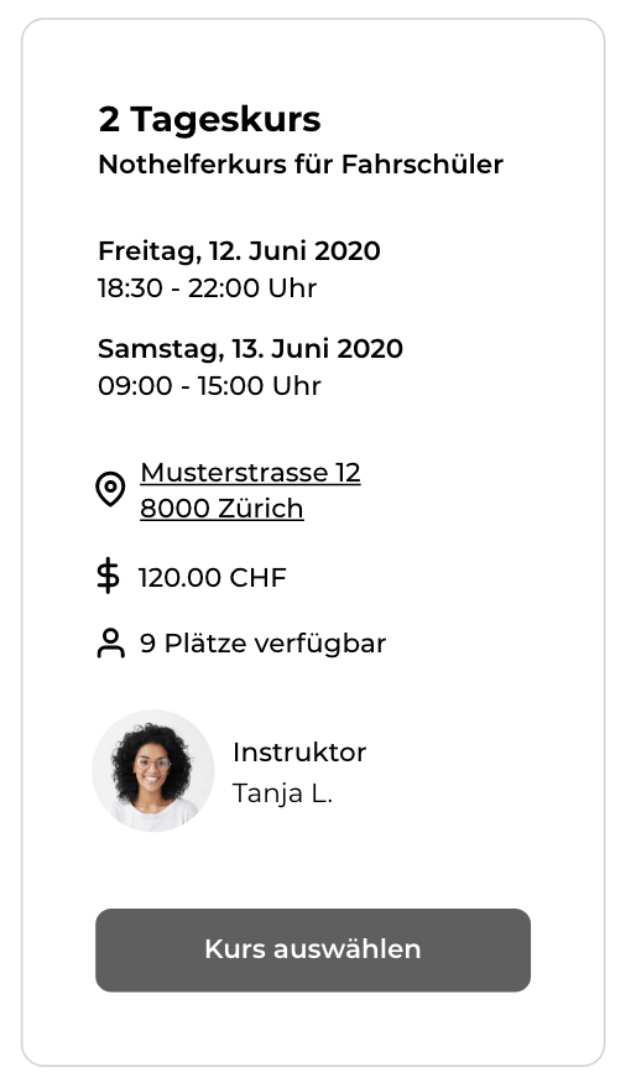 2 Tageskurs
Nothelferkurs für Fahrschüler
Freitag, 12. Juni 2020
18:30 - 22:00 Uhr
Samstag, 13. Juni 2020
09:00 - 15:00 Uhr
Musterstrasse 12
8000 Zürich
$ 120.00 CHF
9 Plätze verfügbar
Instruktor
Tanja L.
Kurs auswählen